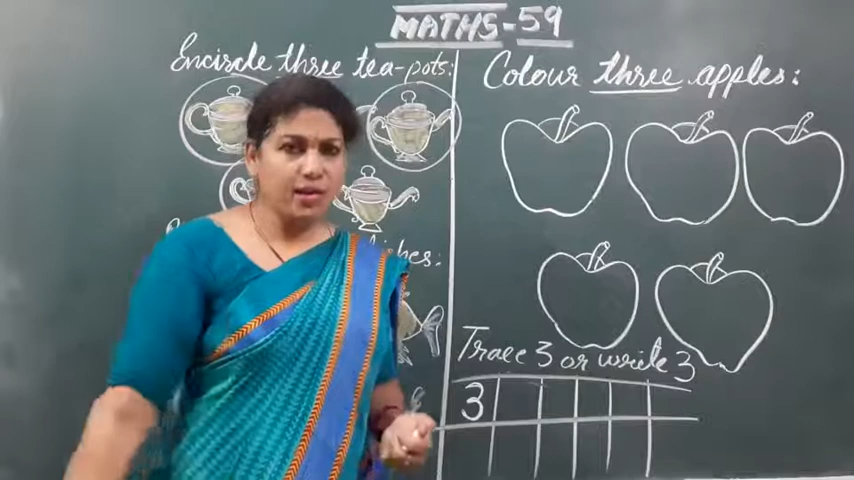 MATHS-59
Encircle three tea-pots:
Colour three apples:
Trace 3 or write 3
3